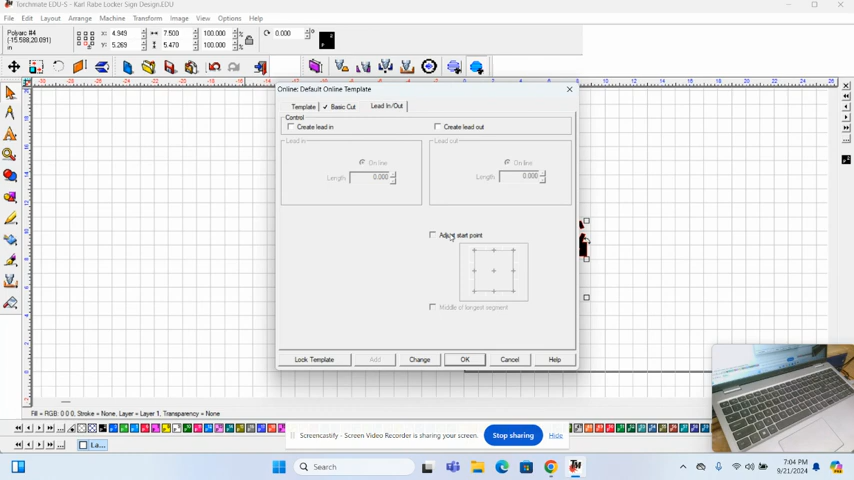 Torchmate EDU-S - Karl Rabe Locker Sign Design.EDU
File Edit Layout Arrange Machine Transform Image View Options Help
Polyarc #4
(-15.588,20.091)
in
x: 4.949
y: 5.269
7.500
5.470
100.000 %
100.000 %
0.000
Online: Default Online Template
Template Basic Cut Lead In/Out
Control
Create lead in Create lead out
Lead in Lead out
On line On line
Length: 0.000 Length: 0.000
Adjust start point
Middle of longest segment
Lock Template Add Change OK Cancel Help
Fill = RGB: 0 0 0, Stroke = None, Layer = Layer 1, Transparency = None
La...
Screencastify - Screen Video Recorder is sharing your screen. Stop sharing Hide
Search
7:04 PM
9/21/2024